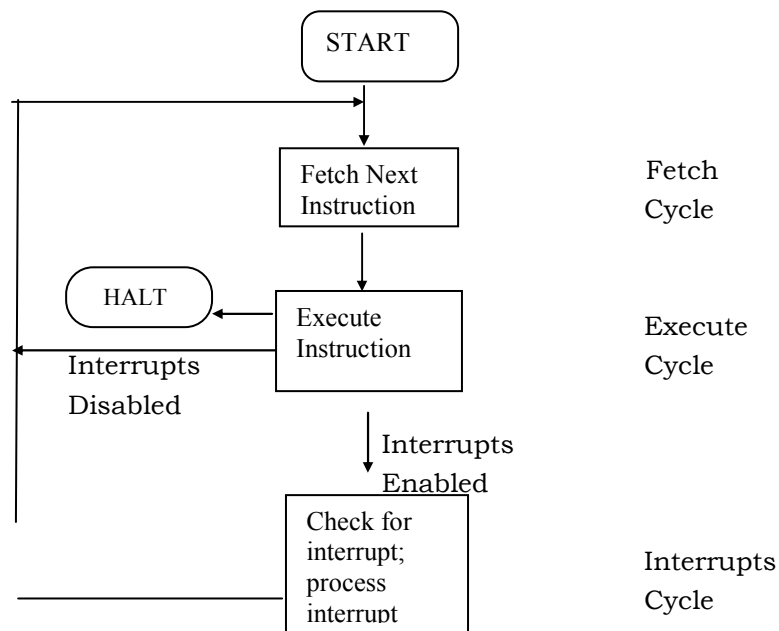 START
Fetch Next
Instruction
Fetch
Cycle
HALT
Execute
Instruction
Execute
Cycle
Interrupts
Disabled
Interrupts
Enabled
Check for
interrupt;
process
interrupt
Interrupts
Cycle